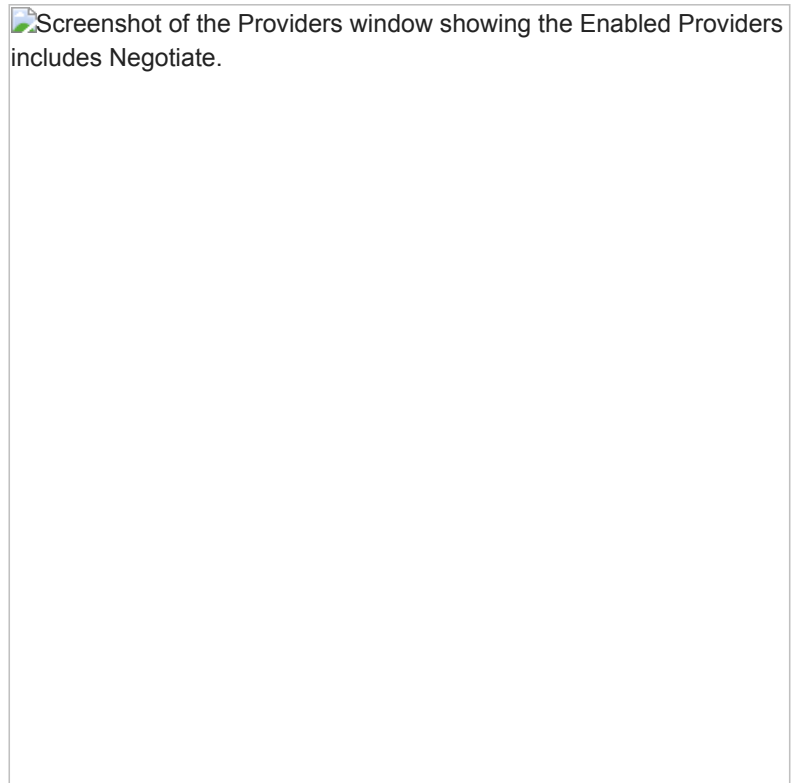 Screenshot of the Providers window showing the Enabled Providers
includes Negotiate.